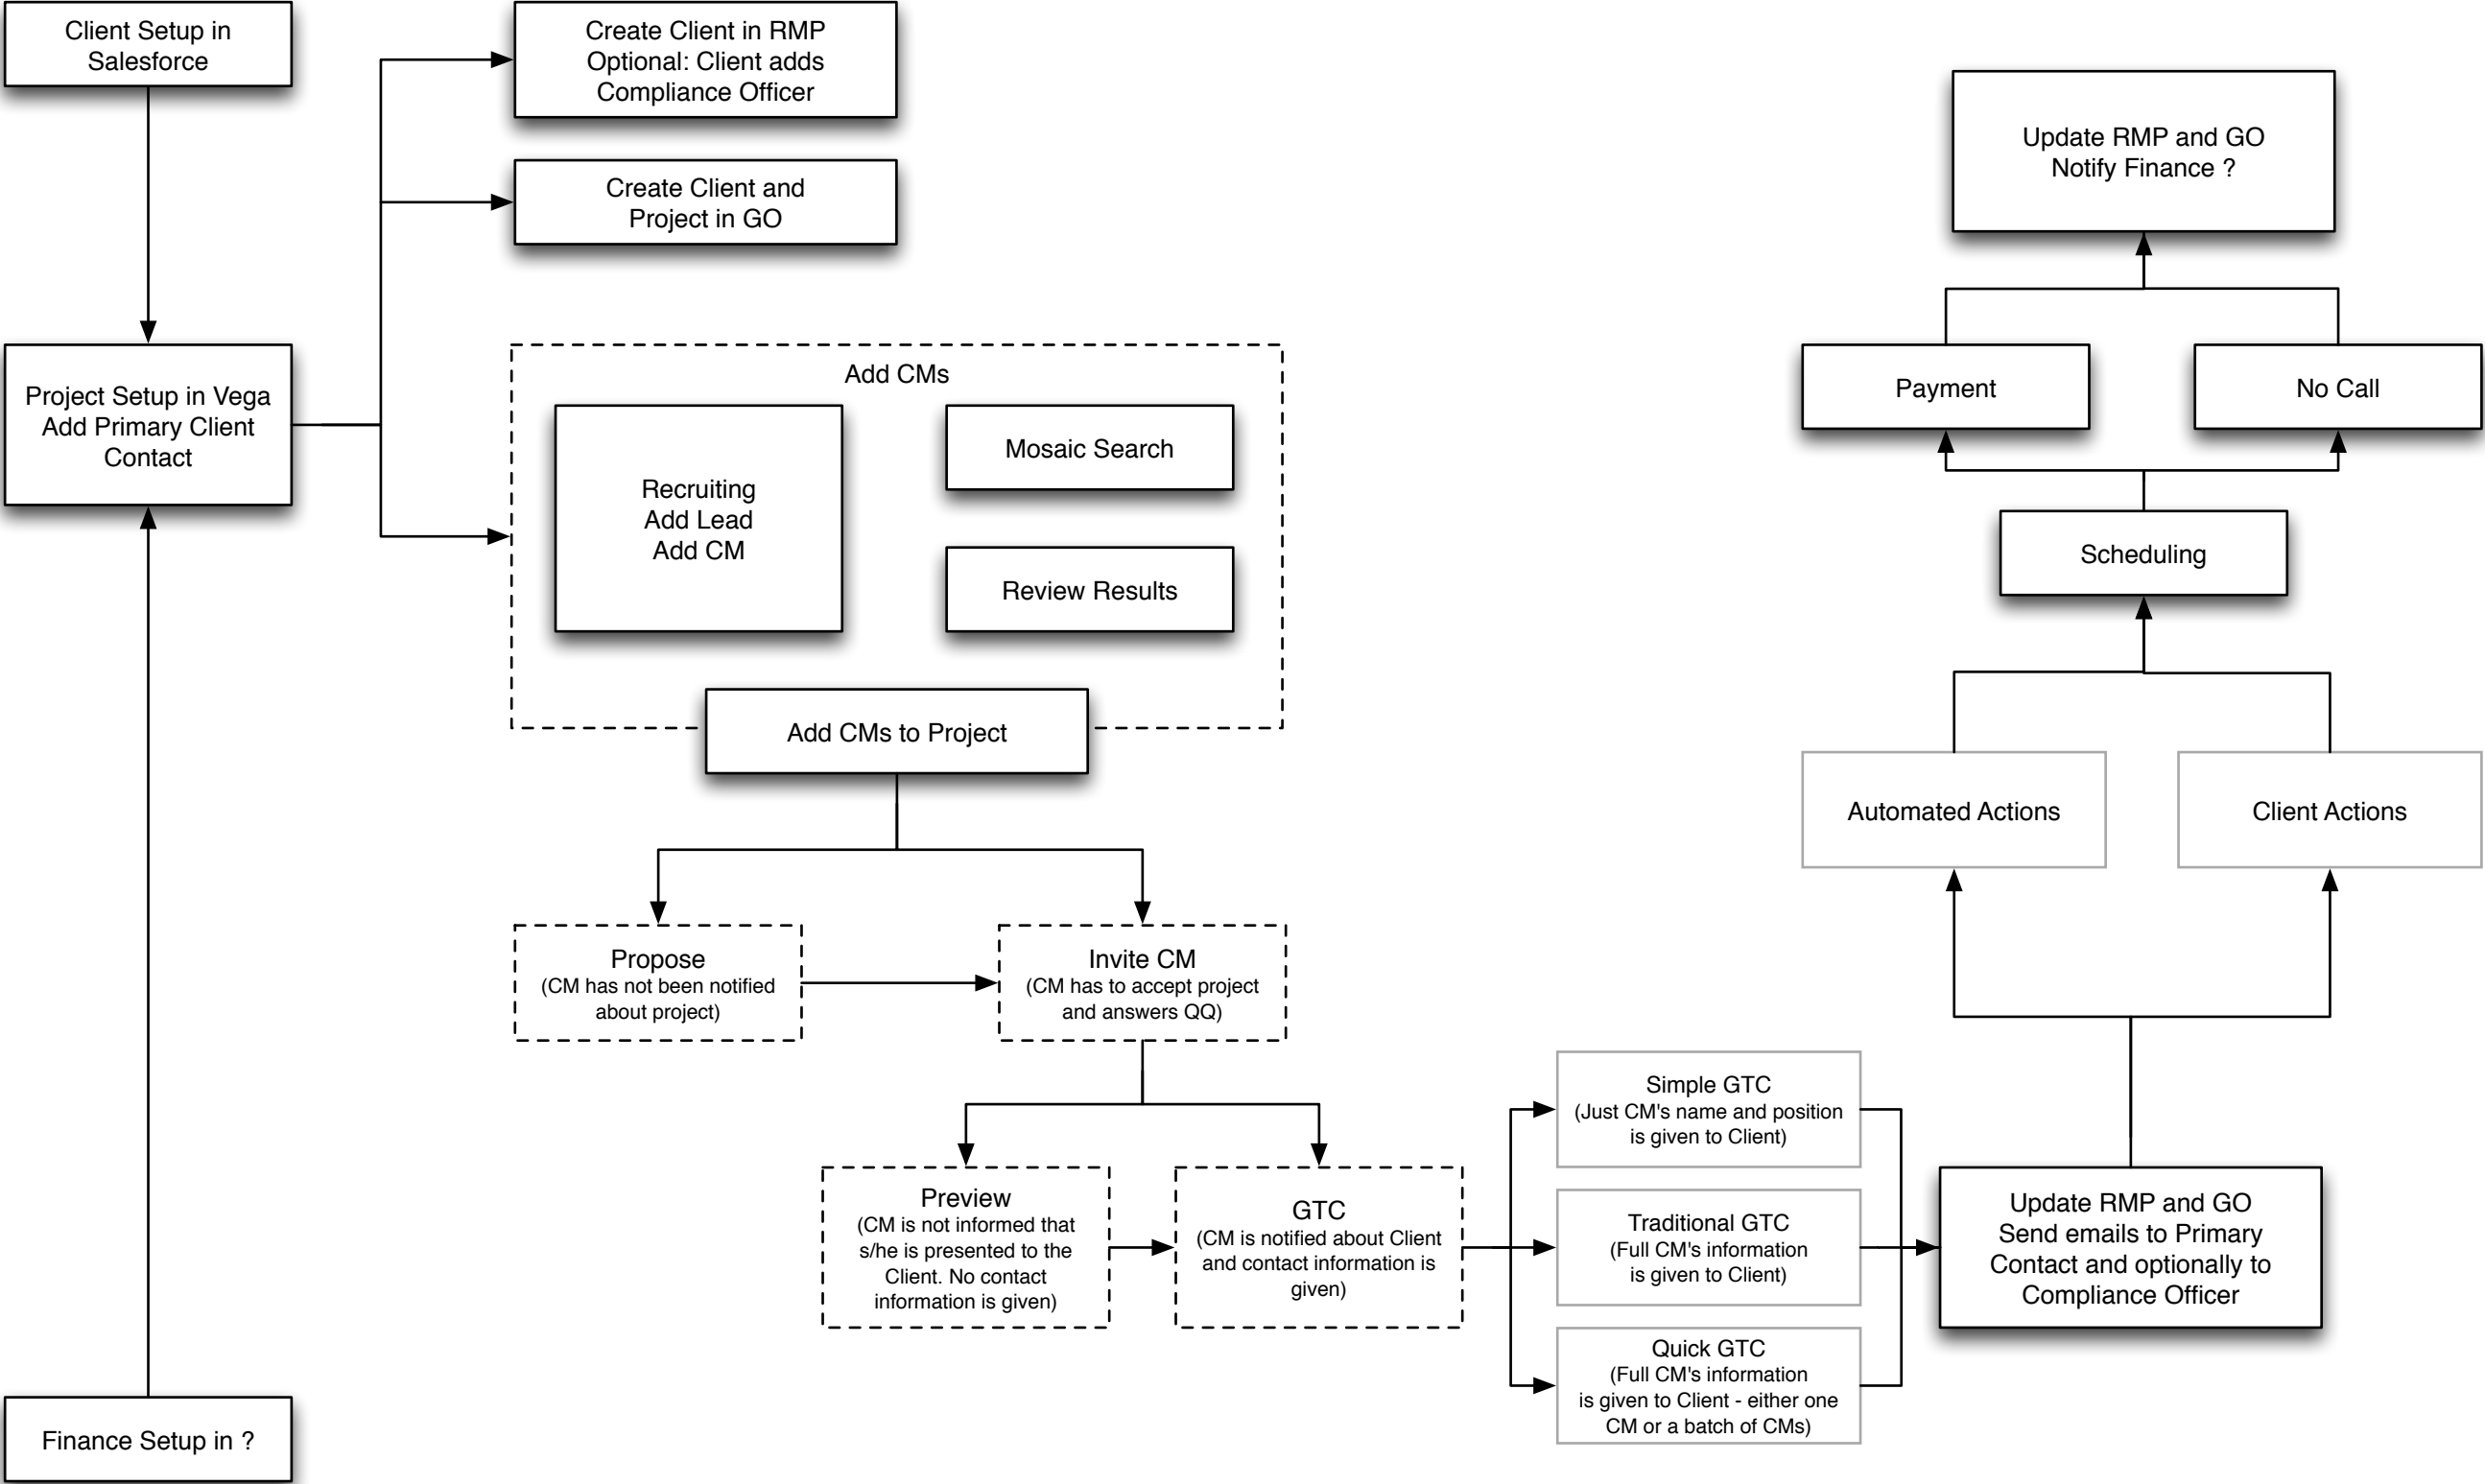 Client Setup in
Salesforce
Create Client in RMP
Optional: Client adds
Compliance Officer
Create Client and
Project in GO
Project Setup in Vega
Add Primary Client
Contact
Add CMs
Recruiting
Add Lead
Add CM
Mosaic Search
Review Results
Add CMs to Project
Propose
(CM has not been notified
about project)
Invite CM
(CM has to accept project
and answers QQ)
Preview
(CM is not informed that
s/he is presented to the
Client. No contact
information is given)
GTC
(CM is notified about Client
and contact information is
given)
Simple GTC
(Just CM's name and position
is given to Client)
Traditional GTC
(Full CM's information
is given to Client)
Quick GTC
(Full CM's information
is given to Client - either one
CM or a batch of CMs)
Update RMP and GO
Send emails to Primary
Contact and optionally to
Compliance Officer
Automated Actions
Client Actions
Scheduling
Payment
No Call
Update RMP and GO
Notify Finance ?
Finance Setup in ?